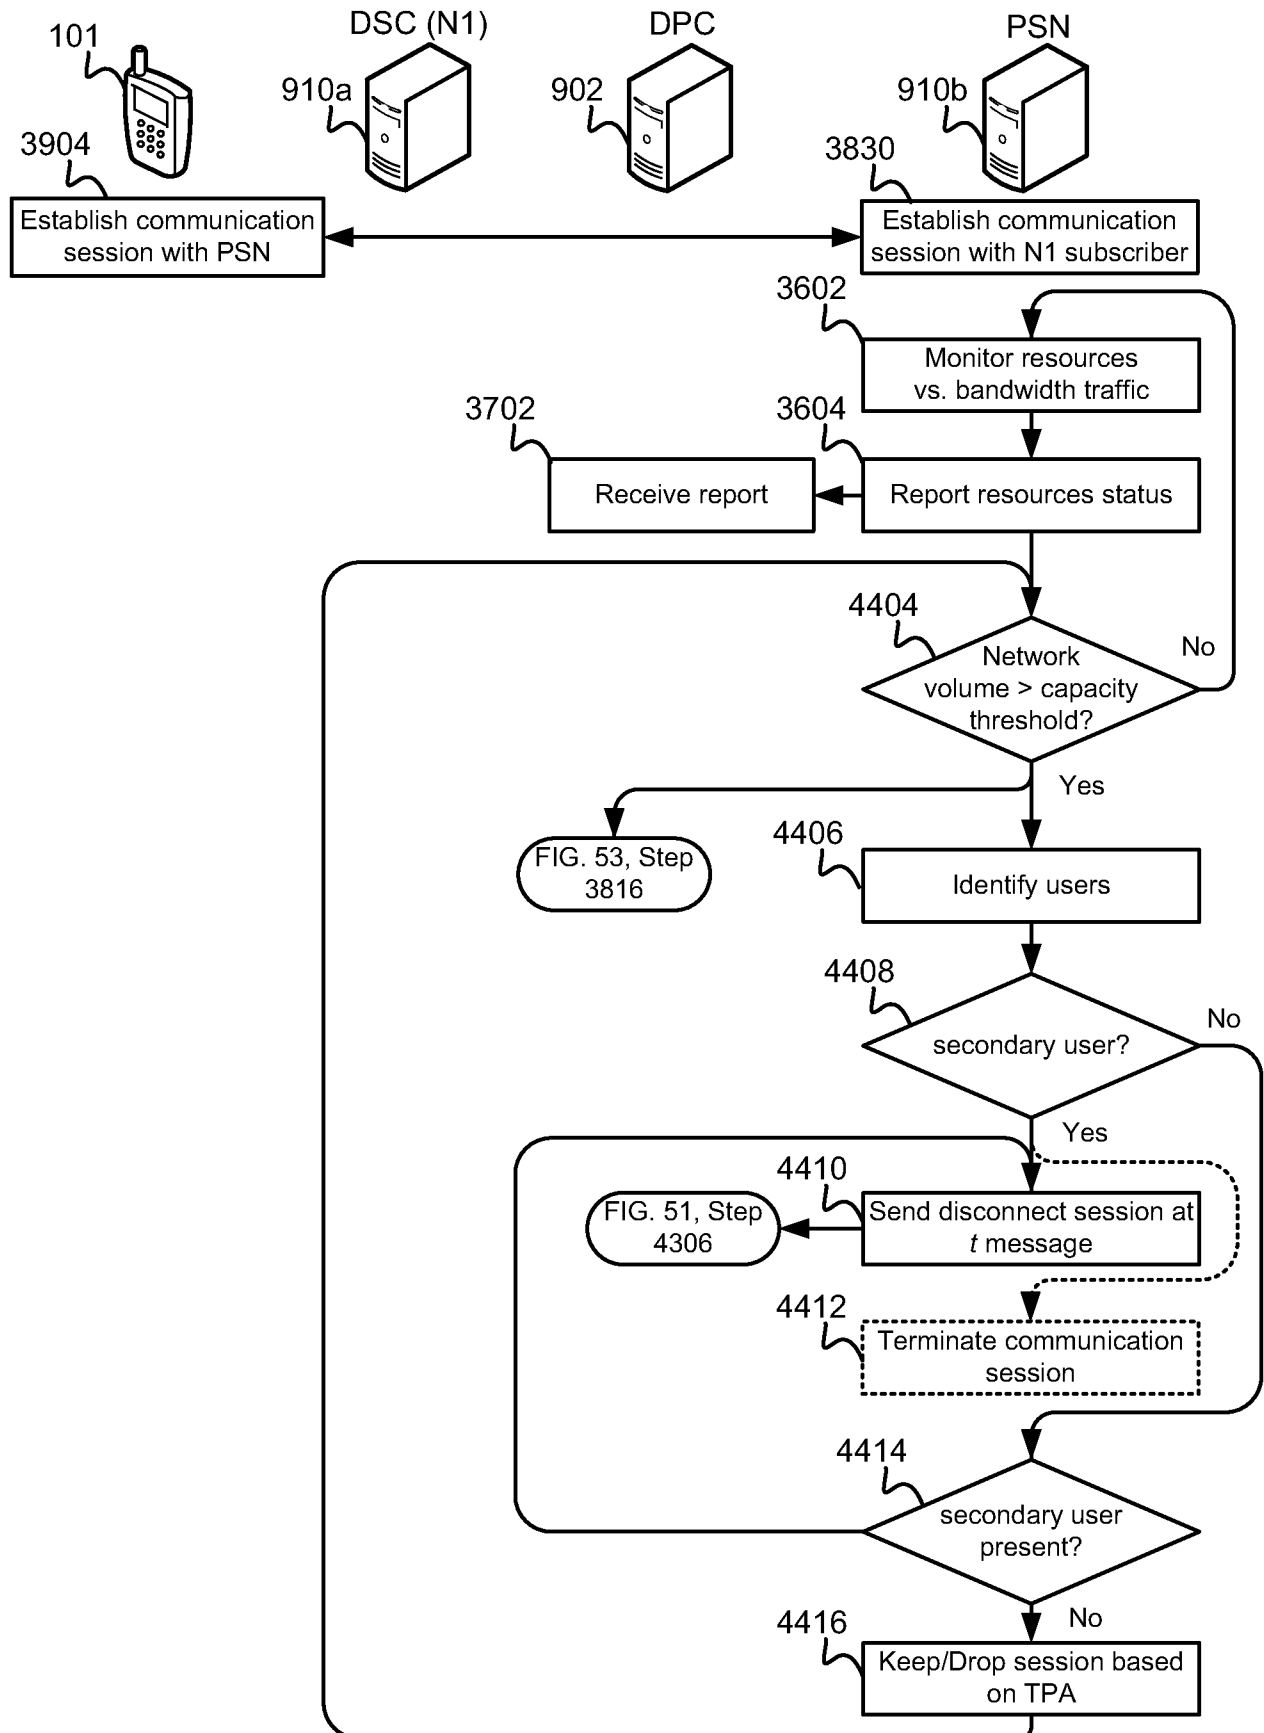 101
DSC (N1)
DPC
PSN
910a
902
910b
3904
3830
Establish communication
session with PSN
Establish communication
session with N1 subscriber
3602
Monitor resources
vs. bandwidth traffic
3702
3604
Receive report
Report resources status
4404
Network
volume > capacity
threshold?
No
Yes
FIG. 53, Step
3816
4406
Identify users
4408
secondary user?
No
Yes
4410
FIG. 51, Step
4306
Send disconnect session at
t message
4412
Terminate communication
session
4414
secondary user
present?
No
4416
Keep/Drop session based
on TPA